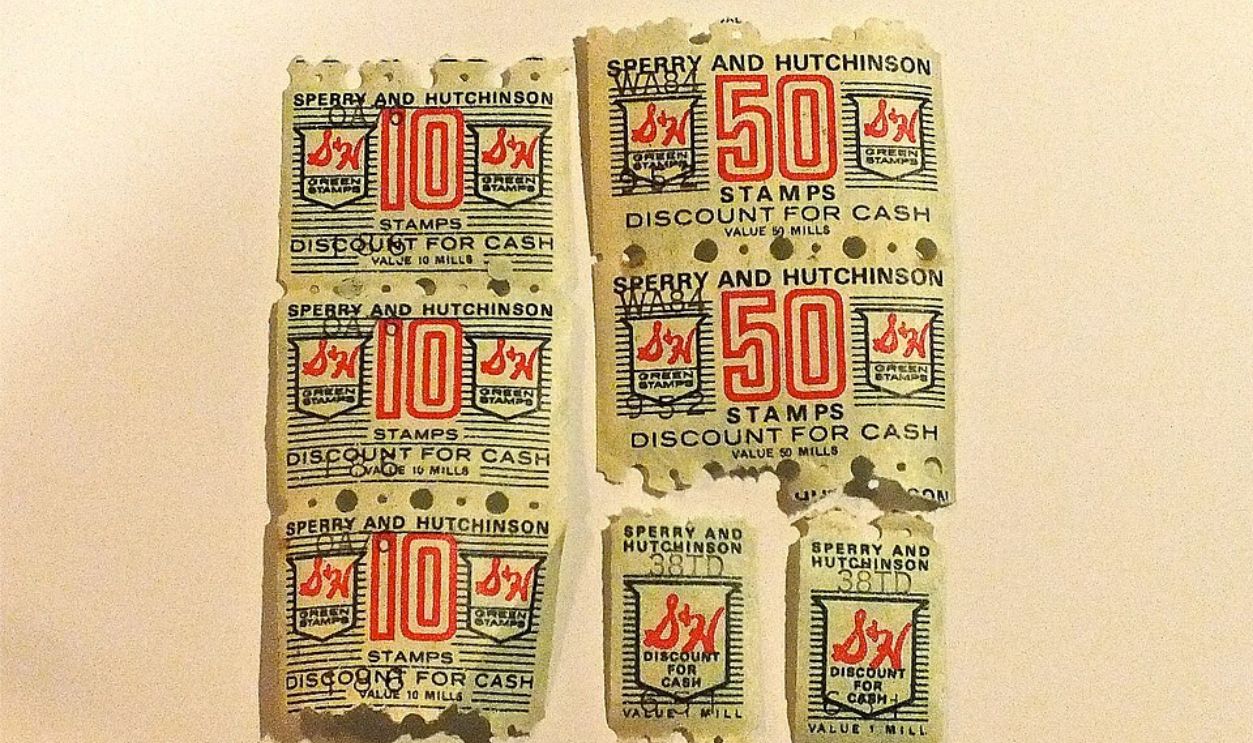 SPERRY AND HUTCHINSON
S&H GREEN STAMPS
10
S&H GREEN STAMPS
STAMPS
DISCOUNT FOR CASH
VALUE 10 MILLS
SPERRY AND HUTCHINSON
S&H GREEN STAMPS
10
S&H GREEN STAMPS
STAMPS
DISCOUNT FOR CASH
VALUE 10 MILLS
SPERRY AND HUTCHINSON
S&H GREEN STAMPS
10
S&H GREEN STAMPS
STAMPS
DISCOUNT FOR CASH
VALUE 10 MILLS
SPERRY AND HUTCHINSON
WA84
S&H GREEN STAMPS
50
S&H GREEN STAMPS
952
STAMPS
DISCOUNT FOR CASH
VALUE 50 MILLS
SPERRY AND HUTCHINSON
WA84
S&H GREEN STAMPS
50
S&H GREEN STAMPS
952
STAMPS
DISCOUNT FOR CASH
VALUE 50 MILLS
SPERRY AND
HUTCHINSON
38TD
S&H
DISCOUNT
FOR
CASH
VALUE 1 MILL
SPERRY AND
HUTCHINSON
38TD
S&H
DISCOUNT
FOR
CASH
VALUE 1 MILL